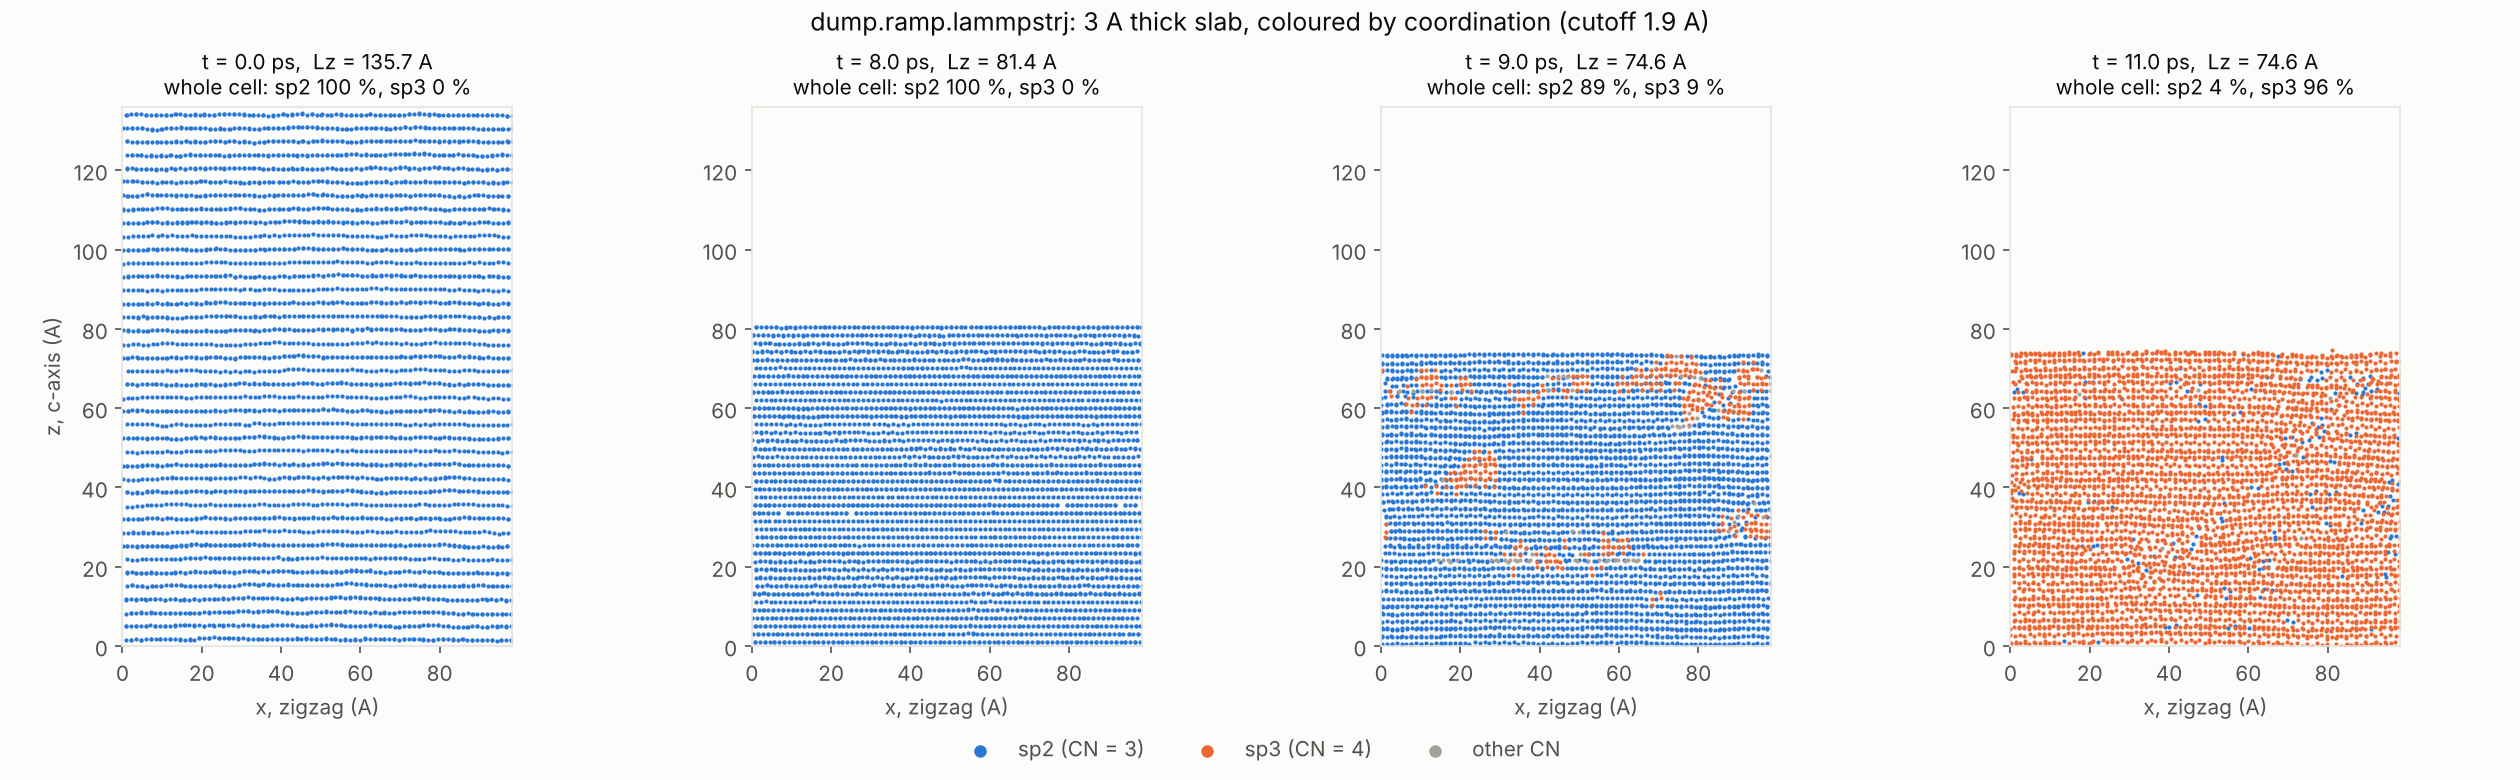 dump.ramp.lammpstrj: 3 A thick slab, coloured by coordination (cutoff 1.9 A)
t = 0.0 ps,  Lz = 135.7 A
whole cell: sp2 100 %, sp3 0 %
t = 8.0 ps,  Lz = 81.4 A
whole cell: sp2 100 %, sp3 0 %
t = 9.0 ps,  Lz = 74.6 A
whole cell: sp2 89 %, sp3 9 %
t = 11.0 ps,  Lz = 74.6 A
whole cell: sp2 4 %, sp3 96 %
z, c-axis (A)
120
100
80
60
40
20
0
0 20 40 60 80
x, zigzag (A)
120
100
80
60
40
20
0
0 20 40 60 80
x, zigzag (A)
120
100
80
60
40
20
0
0 20 40 60 80
x, zigzag (A)
120
100
80
60
40
20
0
0 20 40 60 80
x, zigzag (A)
sp2 (CN = 3)
sp3 (CN = 4)
other CN